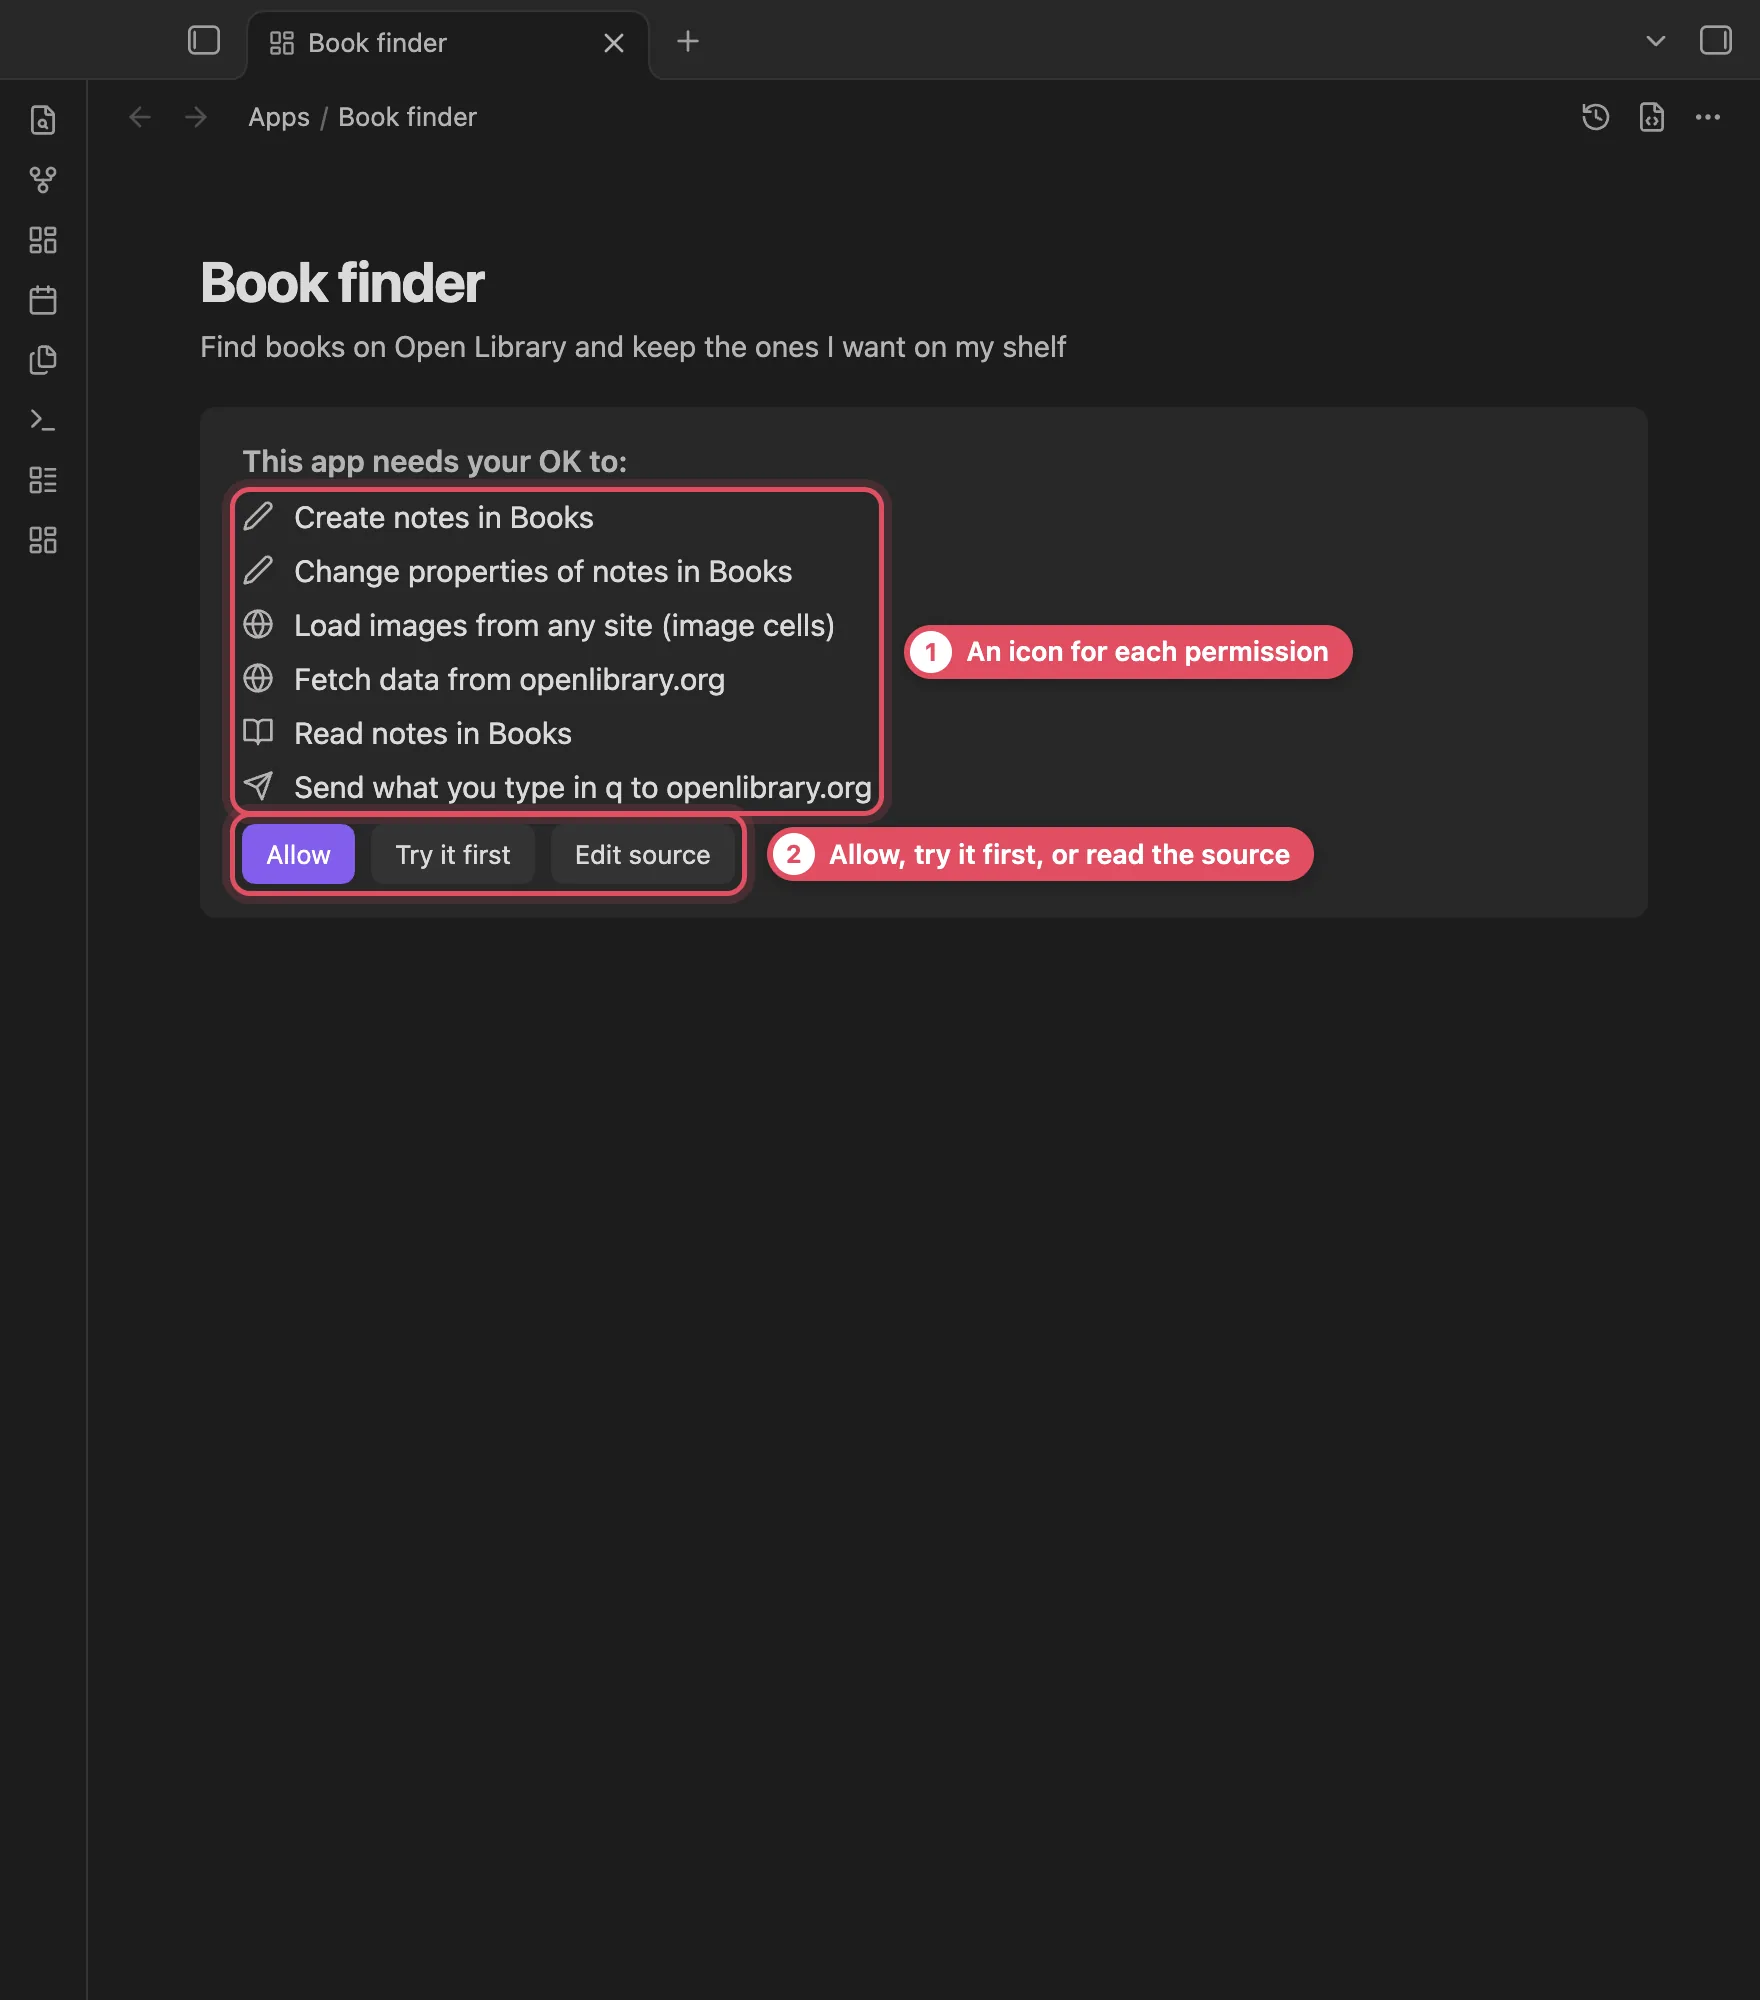 Book finder
Apps / Book finder
Book finder
Find books on Open Library and keep the ones I want on my shelf
This app needs your OK to:
Create notes in Books
Change properties of notes in Books
Load images from any site (image cells)
Fetch data from openlibrary.org
Read notes in Books
Send what you type in q to openlibrary.org
1 An icon for each permission
Allow Try it first Edit source
2 Allow, try it first, or read the source